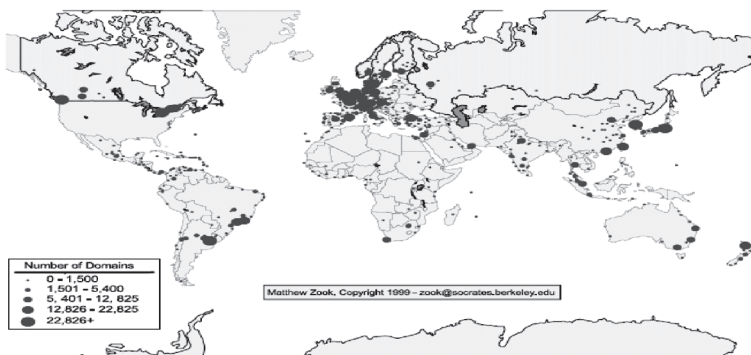 Number of Domains
0 - 1,500
1,501 - 5,400
5, 401 - 12, 825
12,826 - 22,825
22,826+
Matthew Zook, Copyright 1999 - zook@socrates.berkeley.edu